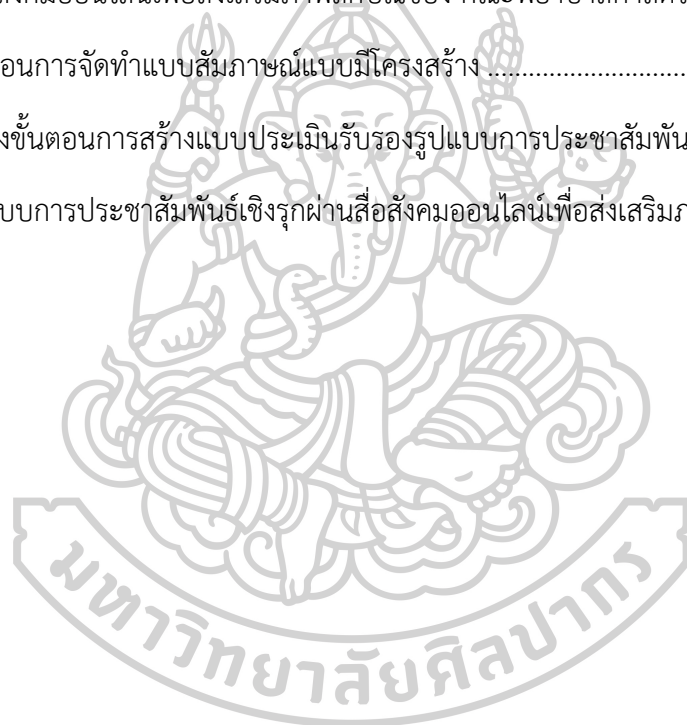 อนการจัดทำแบบสัมภาษณ์แบบมีโครงสร้าง ............................
งขั้นตอนการสร้างแบบประเมินรับรองรูปแบบการประชาสัมพัน
บบการประชาสัมพันธ์เชิงรุกผ่านสื่อสังคมออนไลน์เพื่อส่งเสริมภ
มหาวิทยาลัยศิลปากร